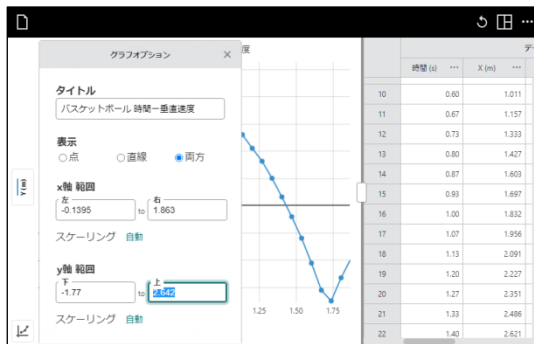 グラフオプション ×
度
デー
タイトル
バスケットボール 時間ー垂直速度
表示
点 直線 両方
x軸 範囲
左 右
-0.1395 to 1.863
スケーリング 自動
y軸 範囲
下 上
-1.77 to 2.642
スケーリング 自動
Y (m)
1.25 1.50 1.75
時間 (s) ... X (m) ...
10 0.60 1.011
11 0.67 1.157
12 0.73 1.333
13 0.80 1.427
14 0.87 1.603
15 0.93 1.697
16 1.00 1.832
17 1.07 1.956
18 1.13 2.091
19 1.20 2.227
20 1.27 2.351
21 1.33 2.486
22 1.40 2.621